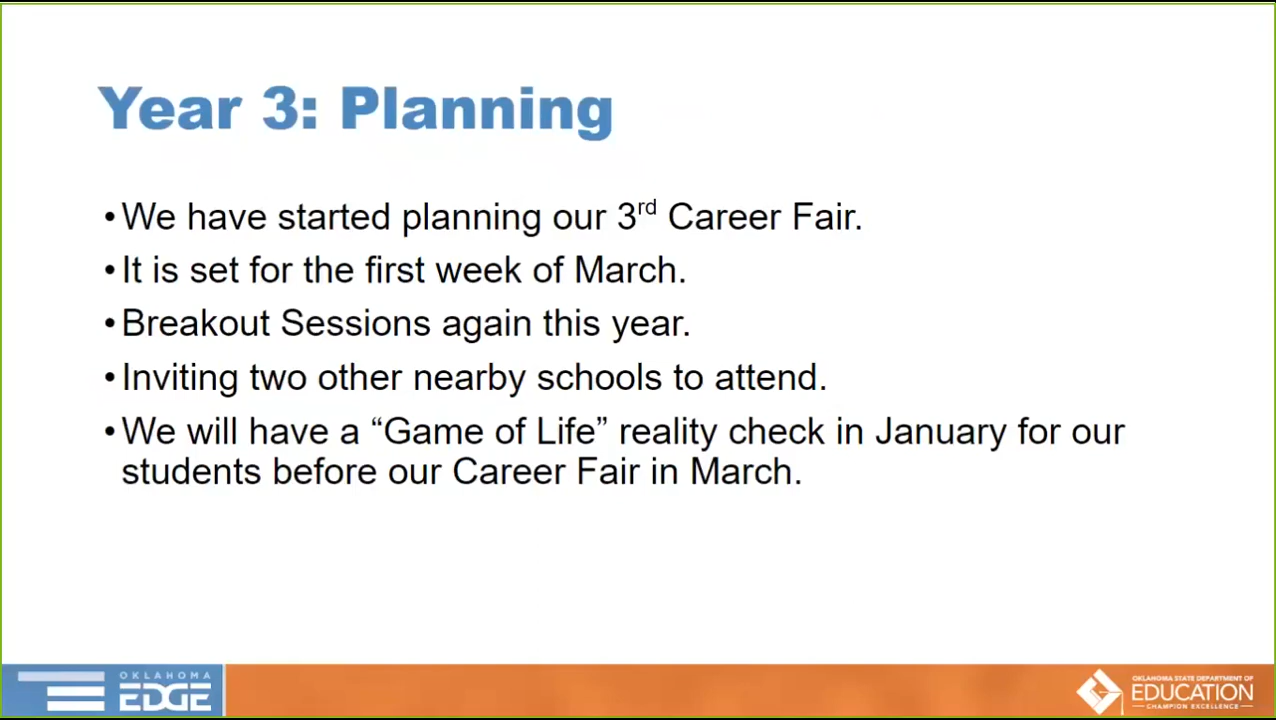 Year 3: Planning
•We have started planning our 3rd Career Fair.
•It is set for the first week of March.
•Breakout Sessions again this year.
•Inviting two other nearby schools to attend.
•We will have a “Game of Life” reality check in January for our
students before our Career Fair in March.
OKLAHOMA
EDGE
OKLAHOMA STATE DEPARTMENT OF
EDUCATION
CHAMPION EXCELLENCE